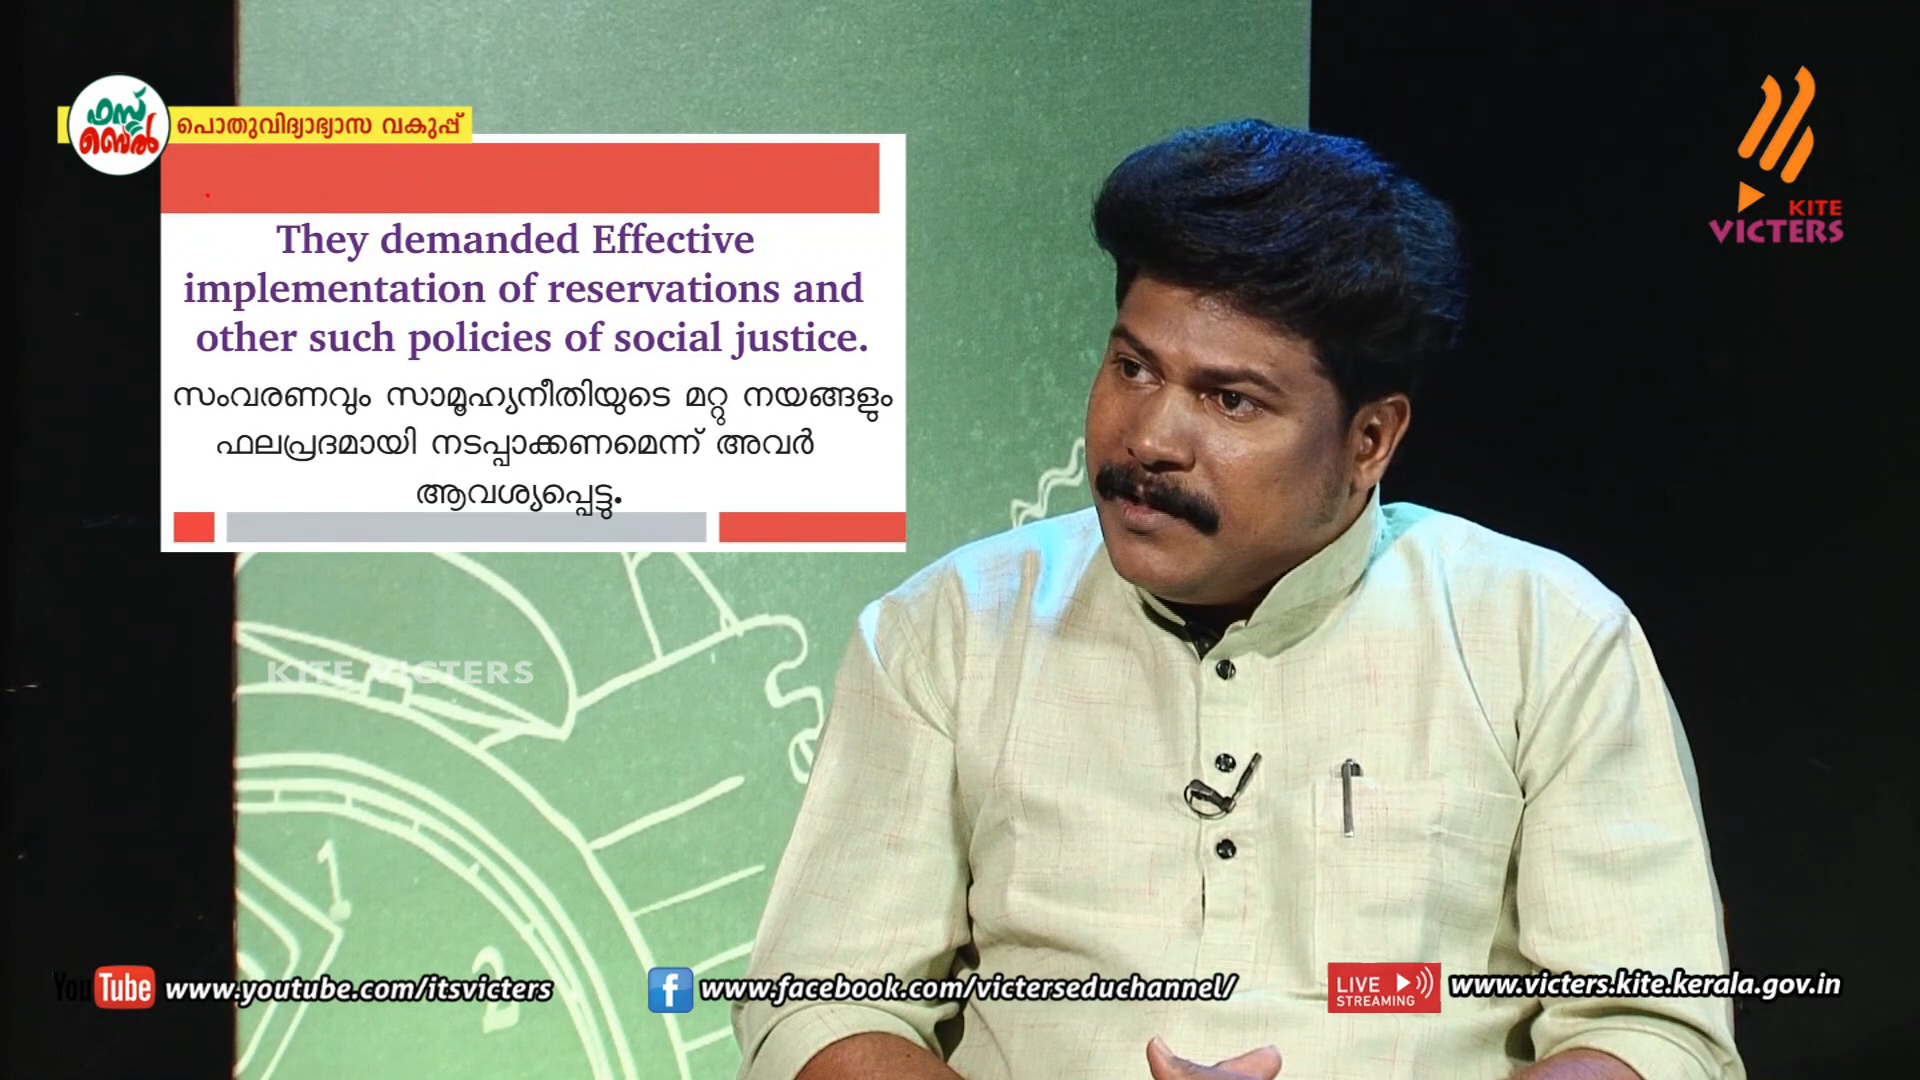 ഫസ്റ്റ്
ബെൽ
പൊതുവിദ്യാഭ്യാസ വകുപ്പ്
They demanded Effective
implementation of reservations and
other such policies of social justice.
സംവരണവും സാമൂഹ്യനീതിയുടെ മറ്റു നയങ്ങളും
ഫലപ്രദമായി നടപ്പാക്കണമെന്ന് അവർ
ആവശ്യപ്പെട്ടു.
KITE
VICTERS
KITE VICTERS
1
2
YouTube www.youtube.com/itsvicters
f www.facebook.com/victerseduchannel/
LIVE
STREAMING
www.victers.kite.kerala.gov.in